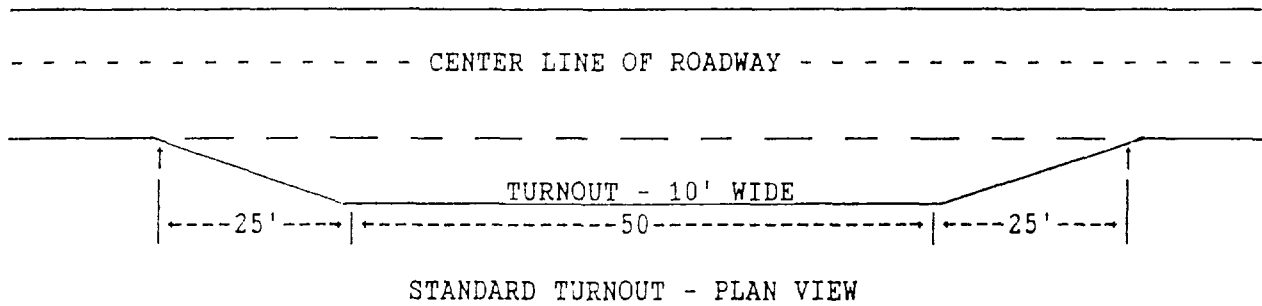 CENTER LINE OF ROADWAY
TURNOUT - 10' WIDE
25' 50 25'
STANDARD TURNOUT - PLAN VIEW